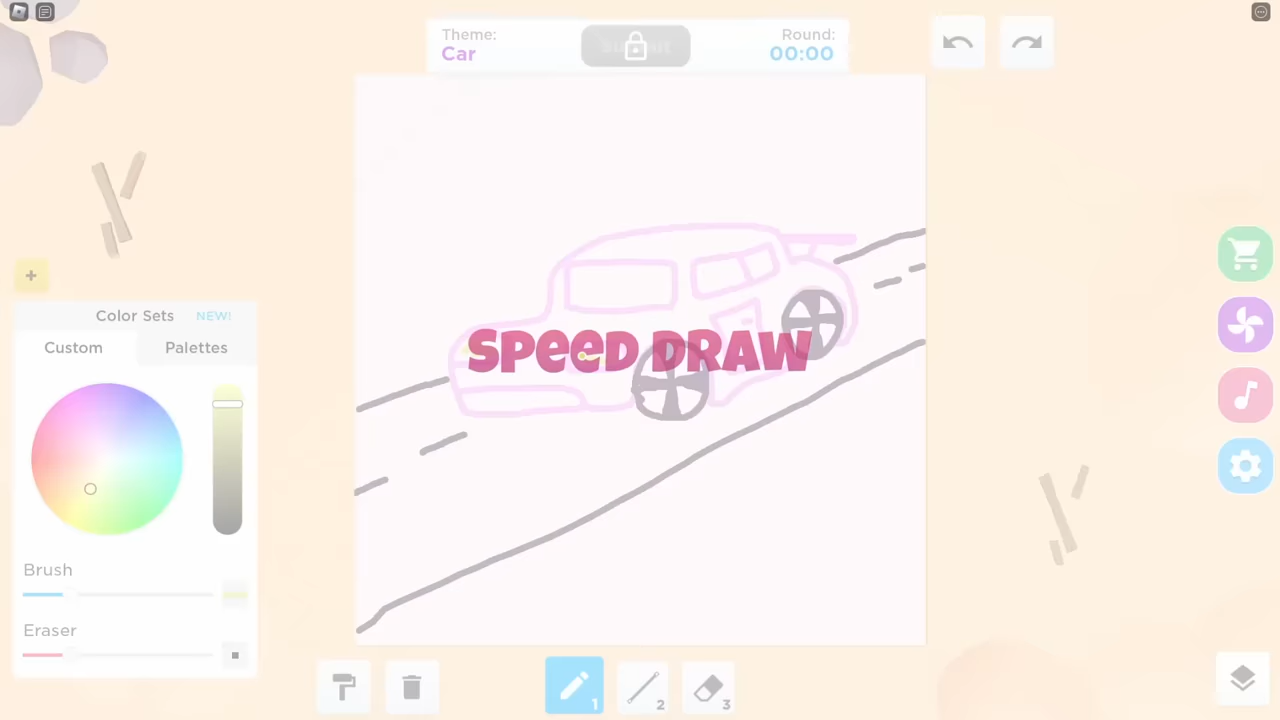 Theme:
Car
Round:
00:00
Color Sets NEW!
Custom Palettes
SPEED DRAW
Brush
Eraser
1
2
3